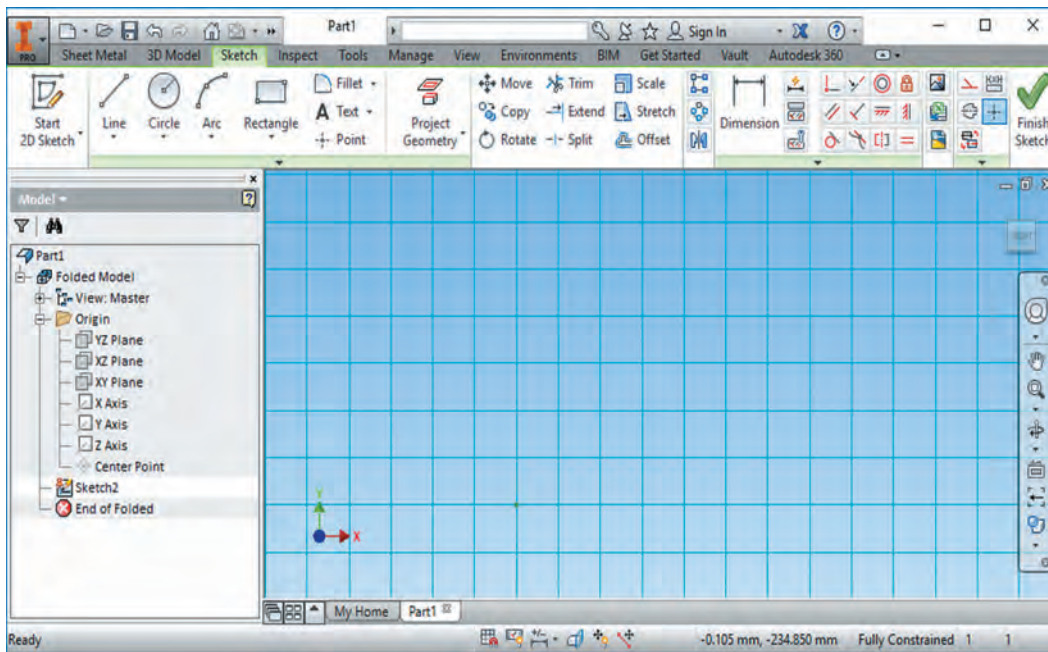 Part1
Sign In
PRO
Sheet Metal 3D Model Sketch Inspect Tools Manage View Environments BIM Get Started Vault Autodesk 360
Start
2D Sketch
Line
Circle
Arc
Rectangle
Fillet
A Text
Point
Project
Geometry
Move Trim Scale
Copy Extend Stretch
Rotate Split Offset
Dimension
Finish
Sketch
Model
Part1
Folded Model
View: Master
Origin
YZ Plane
XZ Plane
XY Plane
X Axis
Y Axis
Z Axis
Center Point
Sketch2
End of Folded
Y
X
My Home Part1
Ready
-0.105 mm, -234.850 mm Fully Constrained 1 1